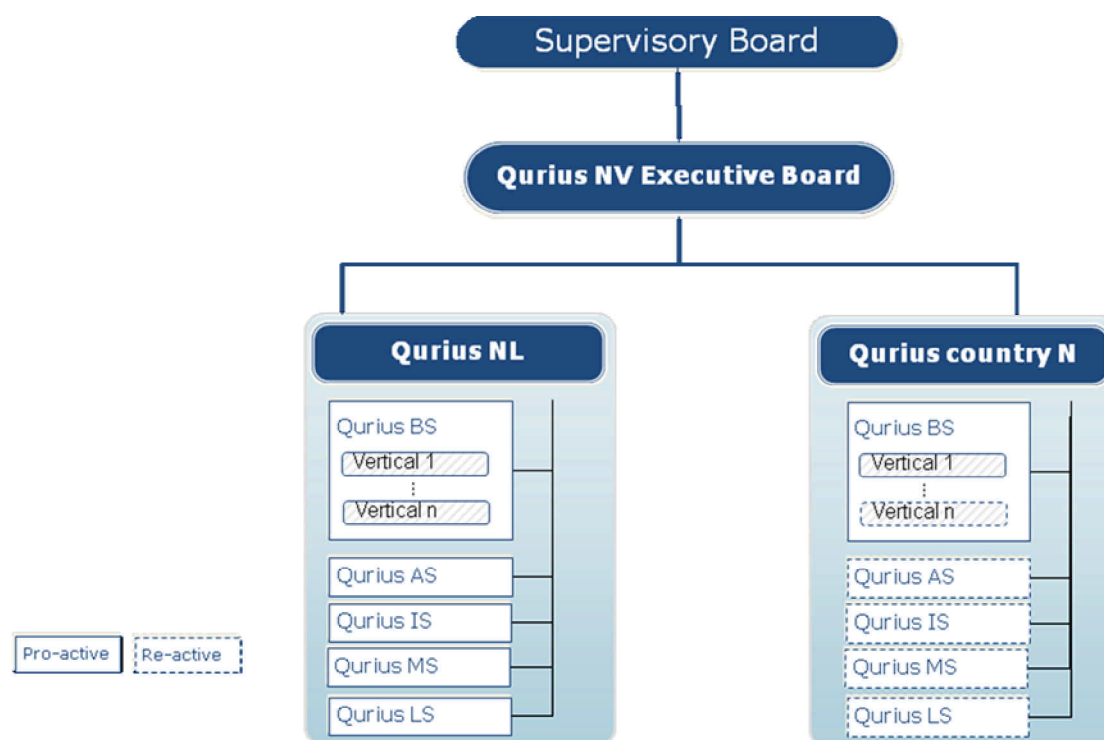 Supervisory Board
Qurius NV Executive Board
Qurius NL
Qurius BS
Vertical 1
Vertical n
Qurius AS
Qurius IS
Qurius MS
Qurius LS
Qurius country N
Qurius BS
Vertical 1
Vertical n
Qurius AS
Qurius IS
Qurius MS
Qurius LS
Pro-active
Re-active